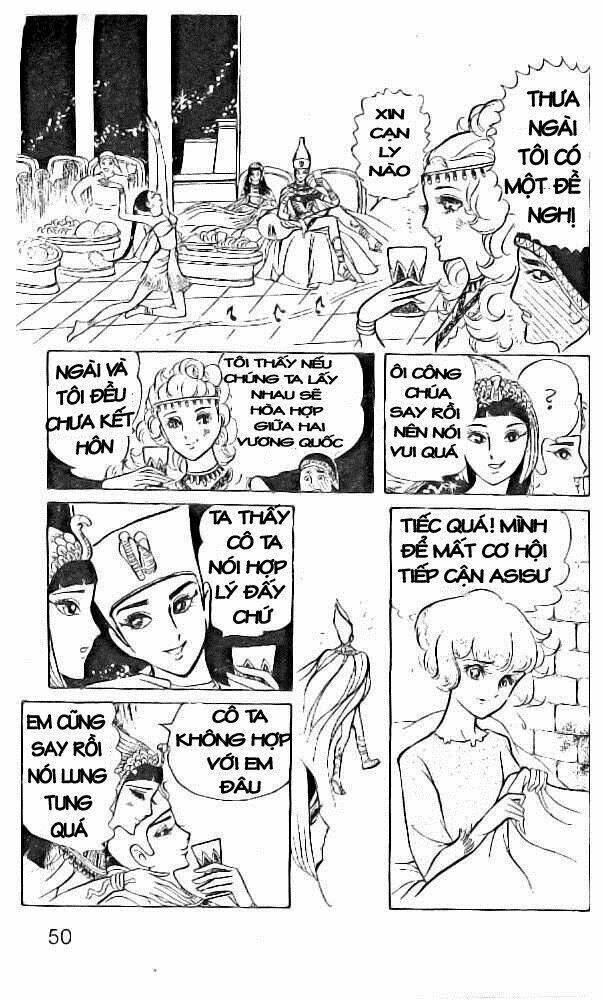 THƯA
NGÀI
TÔI CÓ
MỘT ĐỀ
NGHỊ
XIN
CẠN
LY
NÀO
NGÀI VÀ
TÔI ĐỀU
CHƯA KẾT
HÔN
TÔI THẤY NẾU
CHÚNG TA LẤY
NHAU SẼ
HÒA HỢP
GIỮA HAI
VƯƠNG QUỐC
ÔI CÔNG
CHÚA
SAY RỒI
NÊN NÓI
VUI QUÁ
?
TA THẤY
CÔ TA
NÓI HỢP
LÝ ĐẤY
CHỨ
TIẾC QUÁ! MÌNH
ĐỂ MẤT CƠ HỘI
TIẾP CẬN ASISƯ
EM CŨNG
SAY RỒI
NÓI LUNG
TUNG
QUÁ
CÔ TA
KHÔNG HỢP
VỚI EM
ĐÂU
50